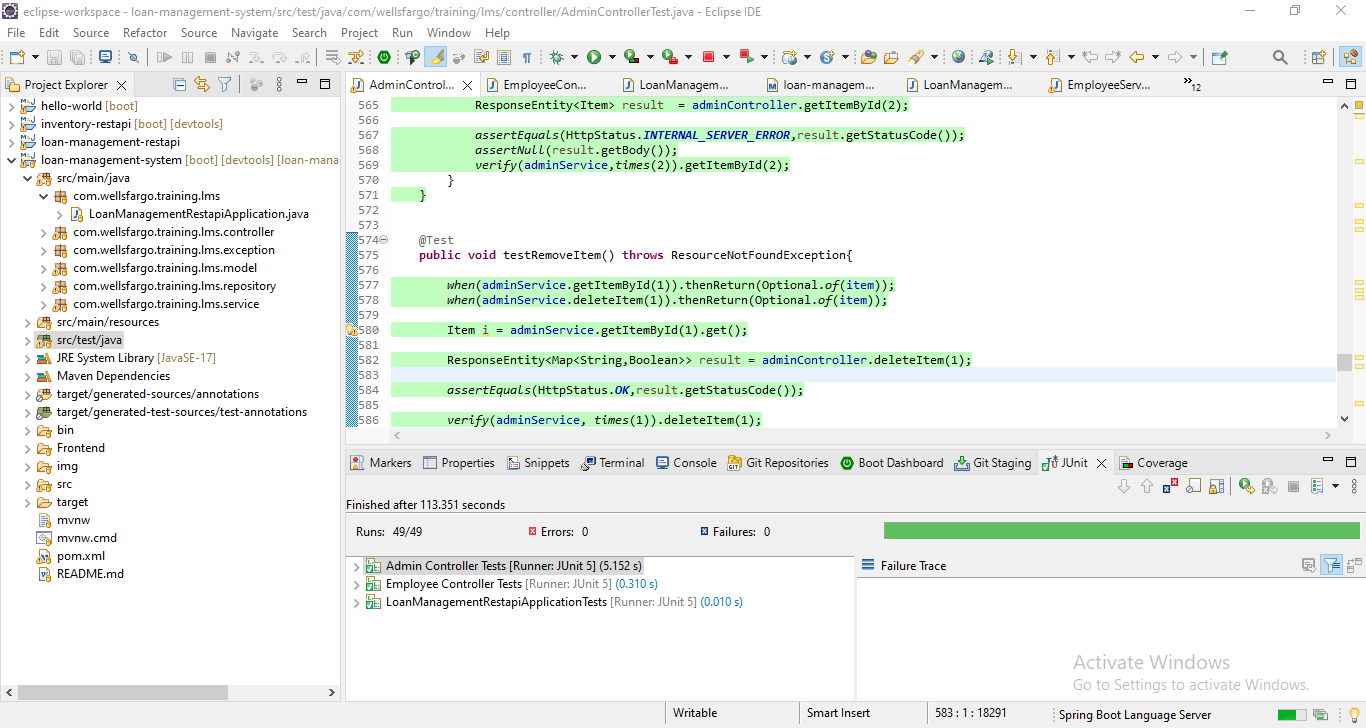 eclipse-workspace - loan-management-system/src/test/java/com/wellsfargo/training/lms/controller/AdminControllerTest.java - Eclipse IDE
File Edit Source Refactor Source Navigate Search Project Run Window Help
Project Explorer
hello-world [boot]
inventory-restapi [boot] [devtools]
loan-management-restapi
loan-management-system [boot] [devtools] [loan-mana
src/main/java
com.wellsfargo.training.lms
LoanManagementRestapiApplication.java
com.wellsfargo.training.lms.controller
com.wellsfargo.training.lms.exception
com.wellsfargo.training.lms.model
com.wellsfargo.training.lms.repository
com.wellsfargo.training.lms.service
src/main/resources
src/test/java
JRE System Library [JavaSE-17]
Maven Dependencies
target/generated-sources/annotations
target/generated-test-sources/test-annotations
bin
Frontend
img
src
target
mvnw
mvnw.cmd
pom.xml
README.md
AdminControl... EmployeeCon... LoanManagem... loan-managem... LoanManagem... EmployeeServ... »12
565 ResponseEntity<Item> result  = adminController.getItemById(2);
566
567 assertEquals(HttpStatus.INTERNAL_SERVER_ERROR,result.getStatusCode());
568 assertNull(result.getBody());
569 verify(adminService,times(2)).getItemById(2);
570 }
571 }
572
573
574 @Test
575 public void testRemoveItem() throws ResourceNotFoundException{
576
577 when(adminService.getItemById(1)).thenReturn(Optional.of(item));
578 when(adminService.deleteItem(1)).thenReturn(Optional.of(item));
579
580 Item i = adminService.getItemById(1).get();
581
582 ResponseEntity<Map<String,Boolean>> result = adminController.deleteItem(1);
583
584 assertEquals(HttpStatus.OK,result.getStatusCode());
585
586 verify(adminService, times(1)).deleteItem(1);
Markers Properties Snippets Terminal Console Git Repositories Boot Dashboard Git Staging JUnit Coverage
Finished after 113.351 seconds
Runs: 49/49 Errors: 0 Failures: 0
Admin Controller Tests [Runner: JUnit 5] (5.152 s)
Employee Controller Tests [Runner: JUnit 5] (0.310 s)
LoanManagementRestapiApplicationTests [Runner: JUnit 5] (0.010 s)
Failure Trace
Activate Windows
Go to Settings to activate Windows.
Writable Smart Insert 583 : 1 : 18291 Spring Boot Language Server